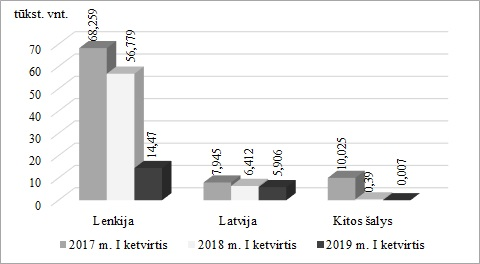 tūkst. vnt.
70
60
50
40
30
20
10
0
68,259
56,779
14,47
7,945
6,412
5,906
10,025
0,39
0,007
Lenkija
Latvija
Kitos šalys
2017 m. I ketvirtis
2018 m. I ketvirtis
2019 m. I ketvirtis